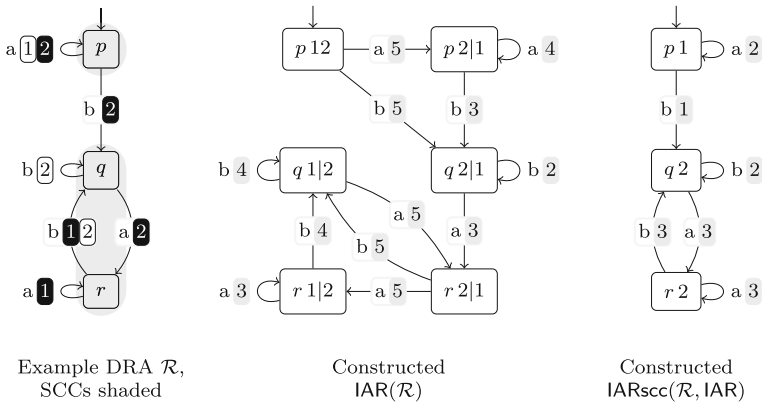 p
p 12
a 5
p 2|1
a 4
p 1
a 2
a 1 2
b 2
b 5
b 3
b 1
b 2
q
b 4
q 1|2
q 2|1
b 2
q 2
b 2
b 1 2
a 2
a 5
b 4
b 5
a 3
b 3
a 3
a 1
r
a 3
r 1|2
a 5
r 2|1
r 2
a 3
Example DRA ℛ,
SCCs shaded
Constructed
IAR(ℛ)
Constructed
IARscc(ℛ, IAR)